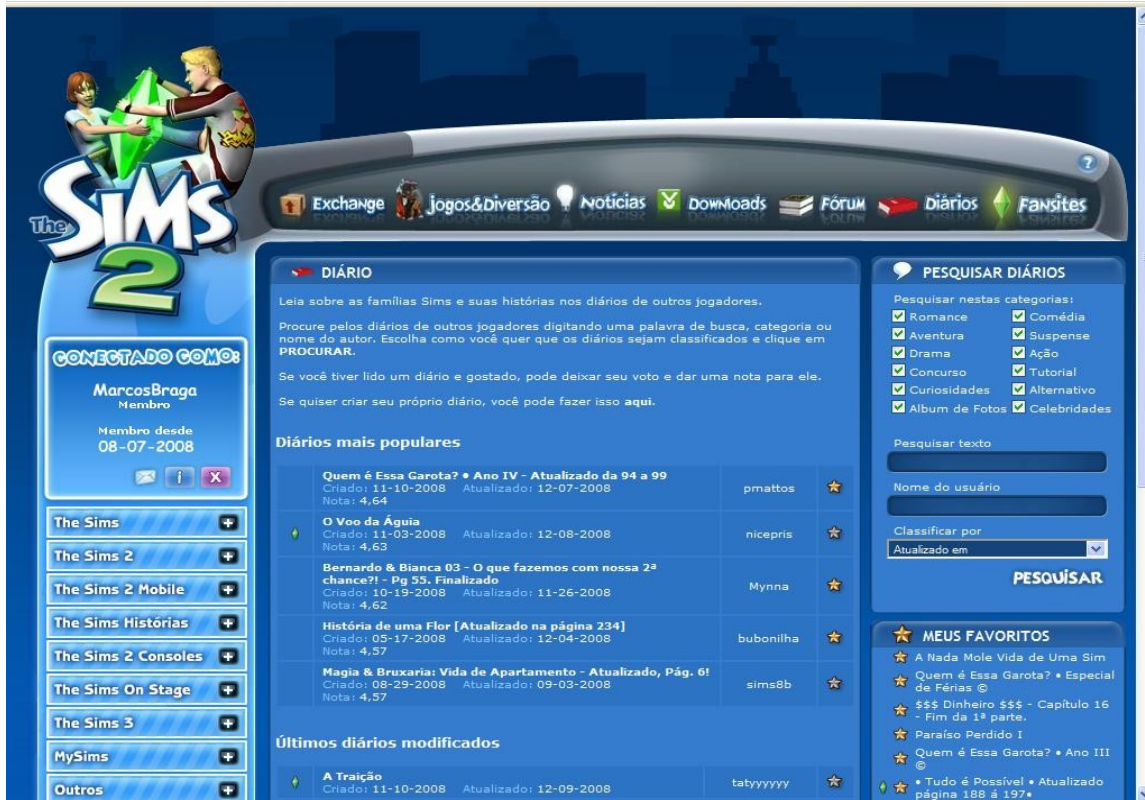 The
SiMS
2
Exchange
Jogos&Diversão
Notícias
Downloads
Fórum
Diários
Fansites
?
CONECTADO COMO:
MarcosBraga
Membro
Membro desde
08-07-2008
i X
The Sims
The Sims 2
The Sims 2 Mobile
The Sims Histórias
The Sims 2 Consoles
The Sims On Stage
The Sims 3
MySims
Outros
DIÁRIO
Leia sobre as famílias Sims e suas histórias nos diários de outros jogadores.
Procure pelos diários de outros jogadores digitando uma palavra de busca, categoria ou
nome do autor. Escolha como você quer que os diários sejam classificados e clique em
PROCURAR.
Se você tiver lido um diário e gostado, pode deixar seu voto e dar uma nota para ele.
Se quiser criar seu próprio diário, você pode fazer isso aqui.
Diários mais populares
Quem é Essa Garota? • Ano IV - Atualizado da 94 a 99
Criado: 11-10-2008 Atualizado: 12-07-2008
Nota: 4,64
pmattos
O Voo da Águia
Criado: 11-03-2008 Atualizado: 12-08-2008
Nota: 4,63
nicepris
Bernardo & Bianca 03 - O que fazemos com nossa 2ª
chance?! - Pg 55. Finalizado
Criado: 10-19-2008 Atualizado: 11-26-2008
Nota: 4,62
Mynna
História de uma Flor [Atualizado na página 234]
Criado: 05-17-2008 Atualizado: 12-04-2008
Nota: 4,57
bubonilha
Magia & Bruxaria: Vida de Apartamento - Atualizado, Pág. 6!
Criado: 08-29-2008 Atualizado: 09-03-2008
Nota: 4,57
sims8b
Últimos diários modificados
A Traição
Criado: 11-10-2008 Atualizado: 12-09-2008
tatyyyyyy
PESQUISAR DIÁRIOS
Pesquisar nestas categorias:
Romance Comédia
Aventura Suspense
Drama Ação
Concurso Tutorial
Curiosidades Alternativo
Album de Fotos Celebridades
Pesquisar texto
Nome do usuário
Classificar por
Atualizado em
PESQUISAR
MEUS FAVORITOS
A Nada Mole Vida de Uma Sim
Quem é Essa Garota? • Especial
de Férias ©
$$$ Dinheiro $$$ - Capítulo 16
- Fim da 1ª parte.
Paraíso Perdido I
Quem é Essa Garota? • Ano III
©
• Tudo é Possível • Atualizado
página 188 á 197•